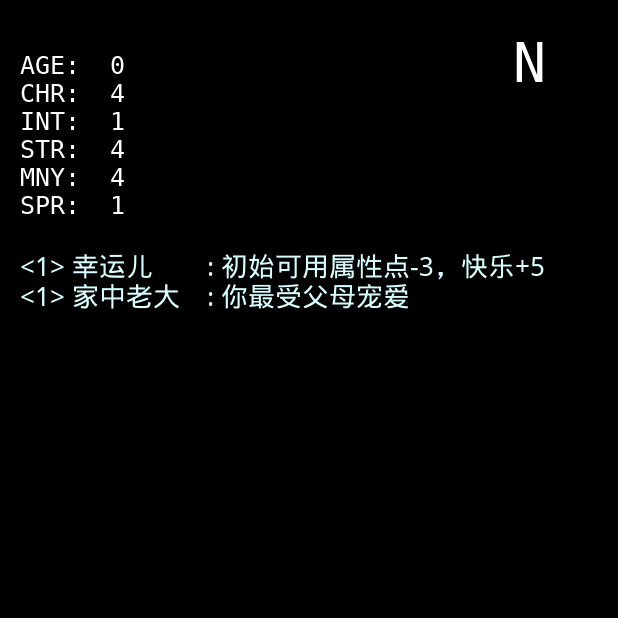 N
AGE: 0
CHR: 4
INT: 1
STR: 4
MNY: 4
SPR: 1
<1> 幸运儿 : 初始可用属性点-3，快乐+5
<1> 家中老大 : 你最受父母宠爱